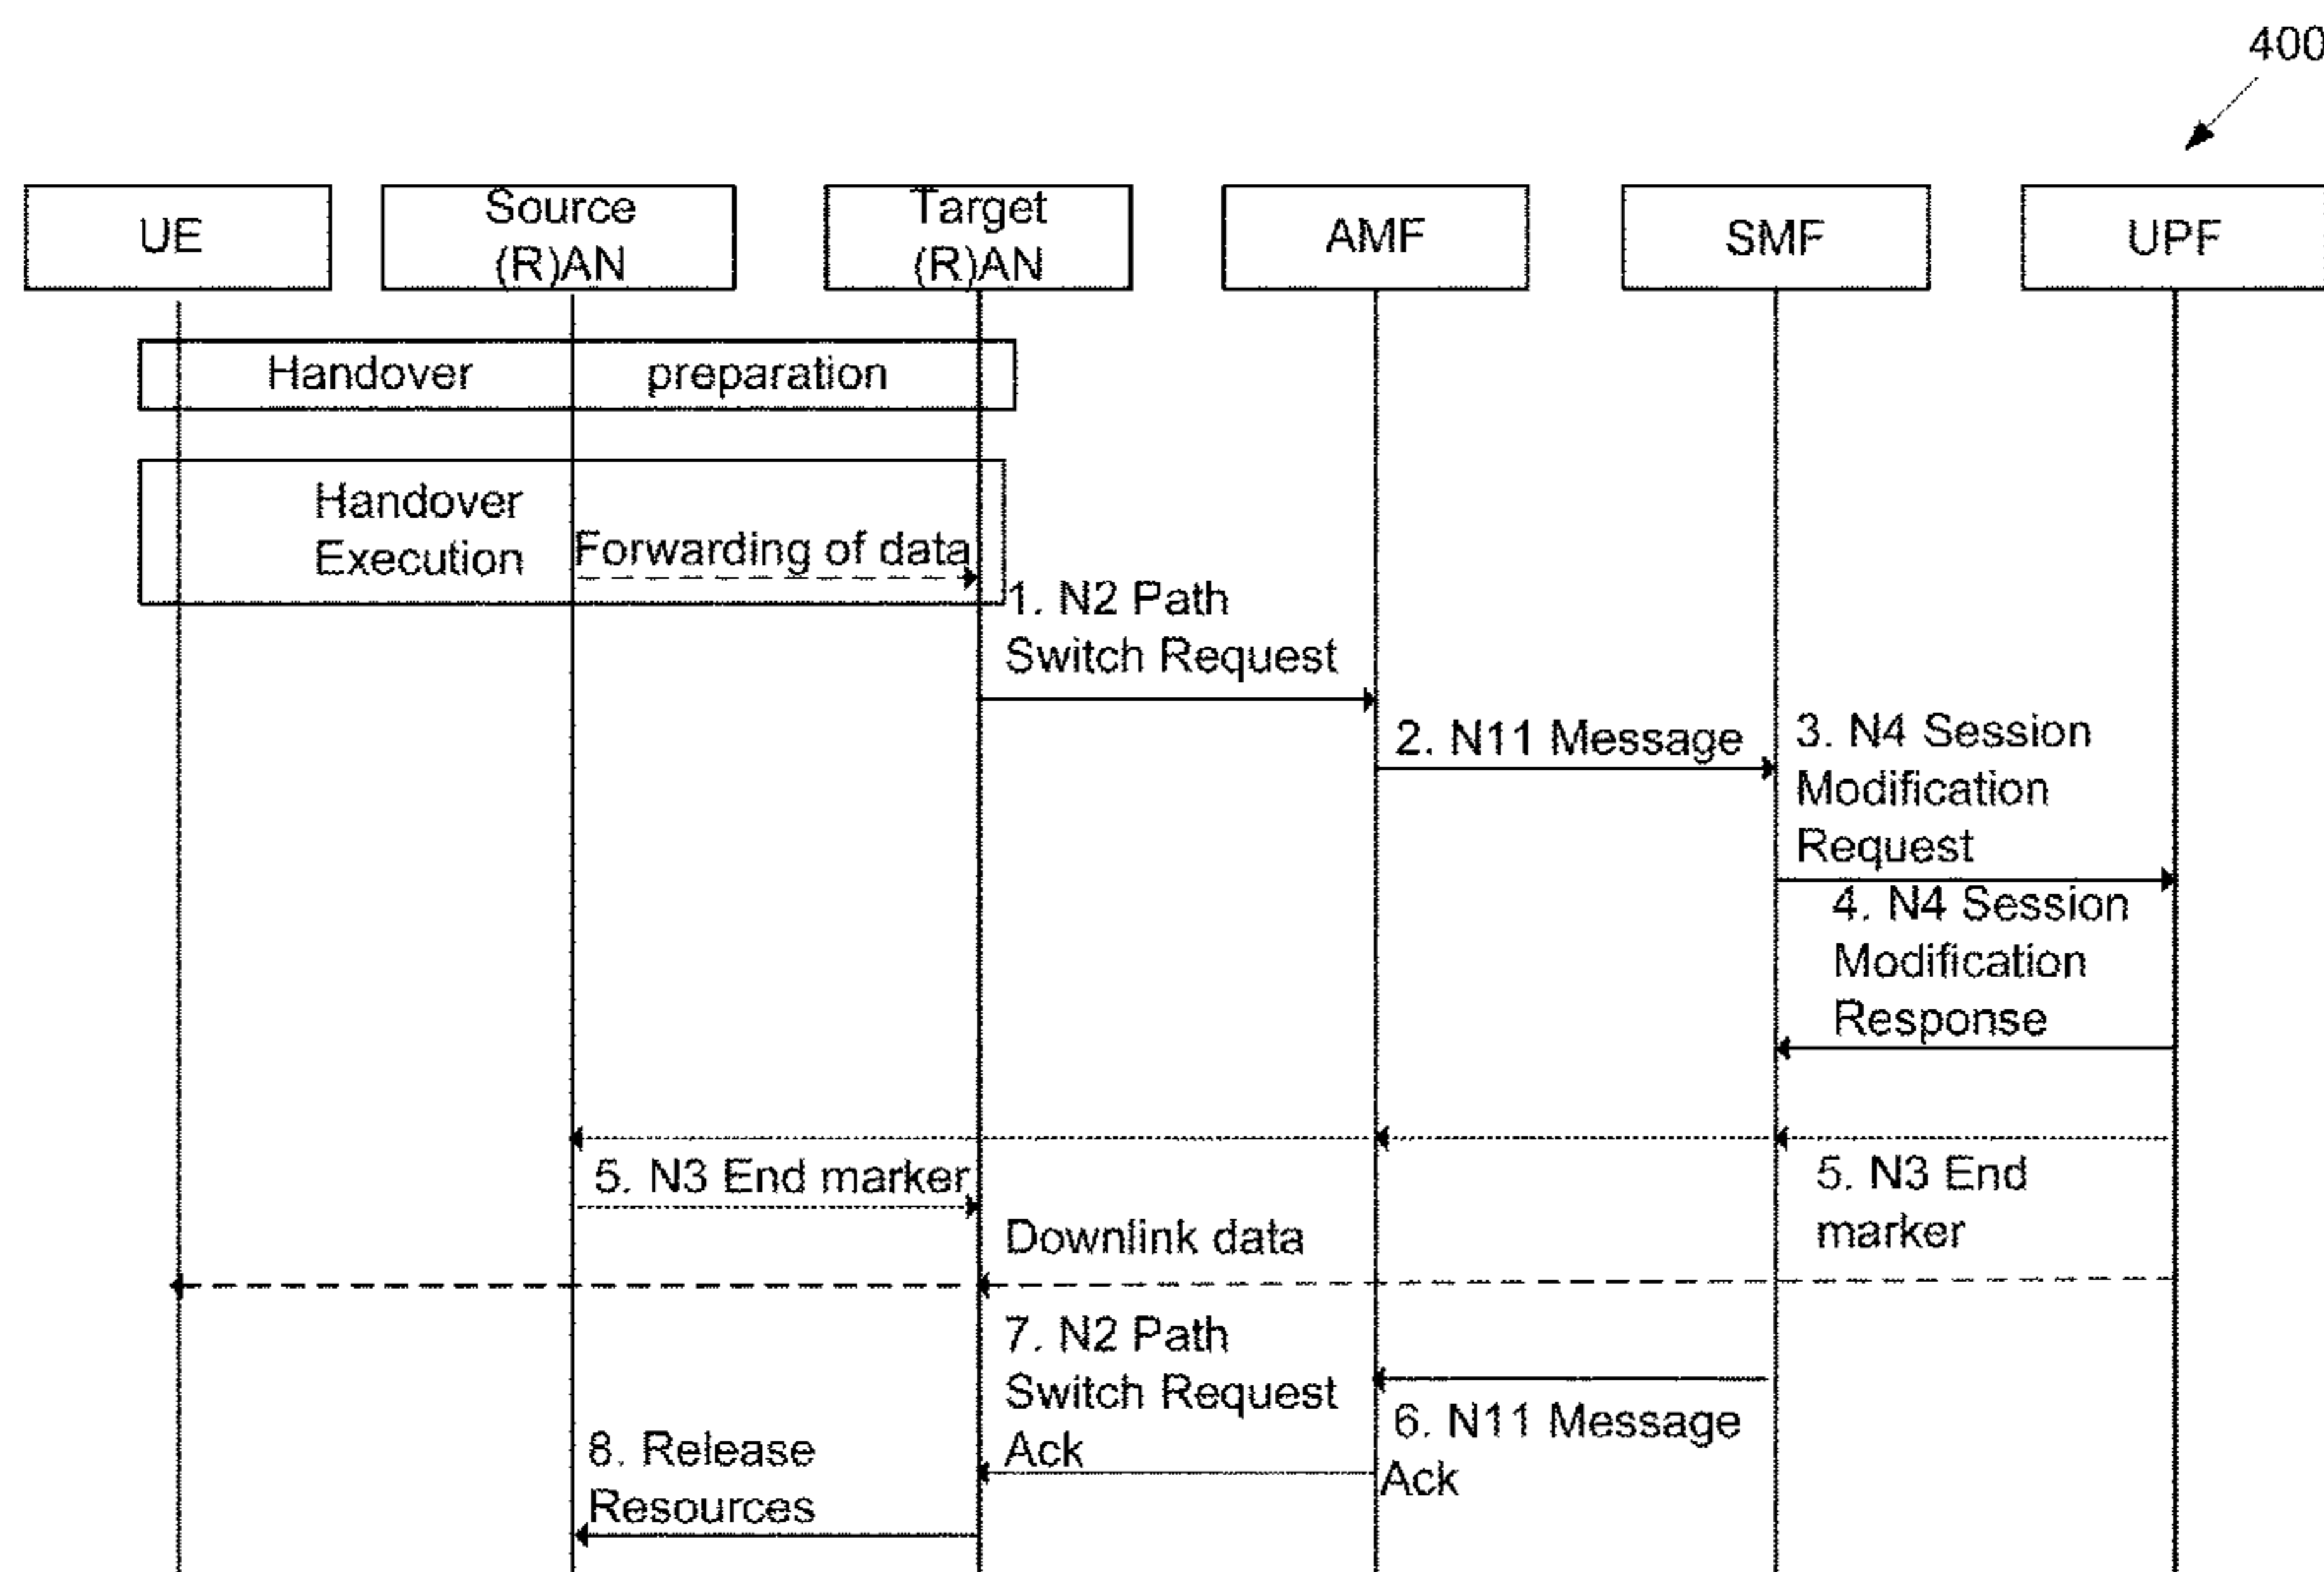 400
UE
Source
(R)AN
Target
(R)AN
AMF
SMF
UPF
Handover preparation
Handover
Execution
Forwarding of data
1. N2 Path
Switch Request
2. N11 Message
3. N4 Session
Modification
Request
4. N4 Session
Modification
Response
5. N3 End marker
5. N3 End
marker
Downlink data
7. N2 Path
Switch Request
Ack
6. N11 Message
Ack
8. Release
Resources